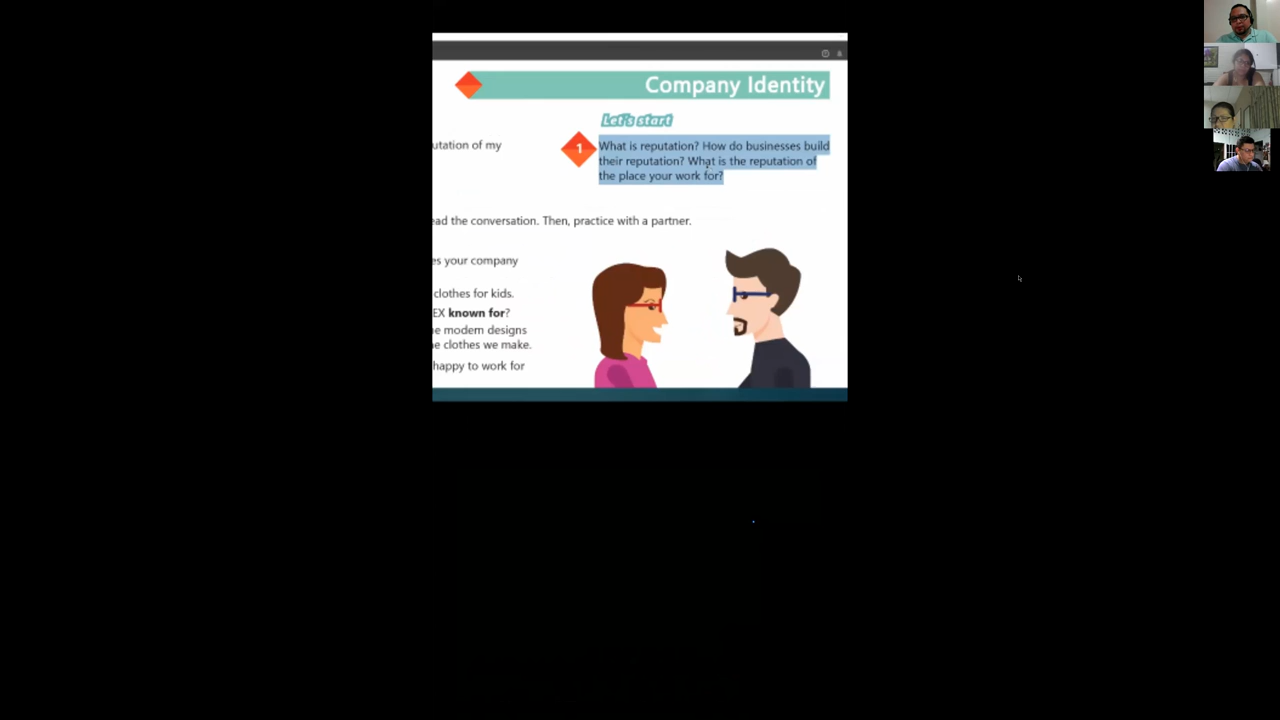 Company Identity
Let's start
1
What is reputation? How do businesses build
their reputation? What is the reputation of
the place your work for?
utation of my
ead the conversation. Then, practice with a partner.
es your company
clothes for kids.
EX known for?
e modern designs
e clothes we make.
happy to work for